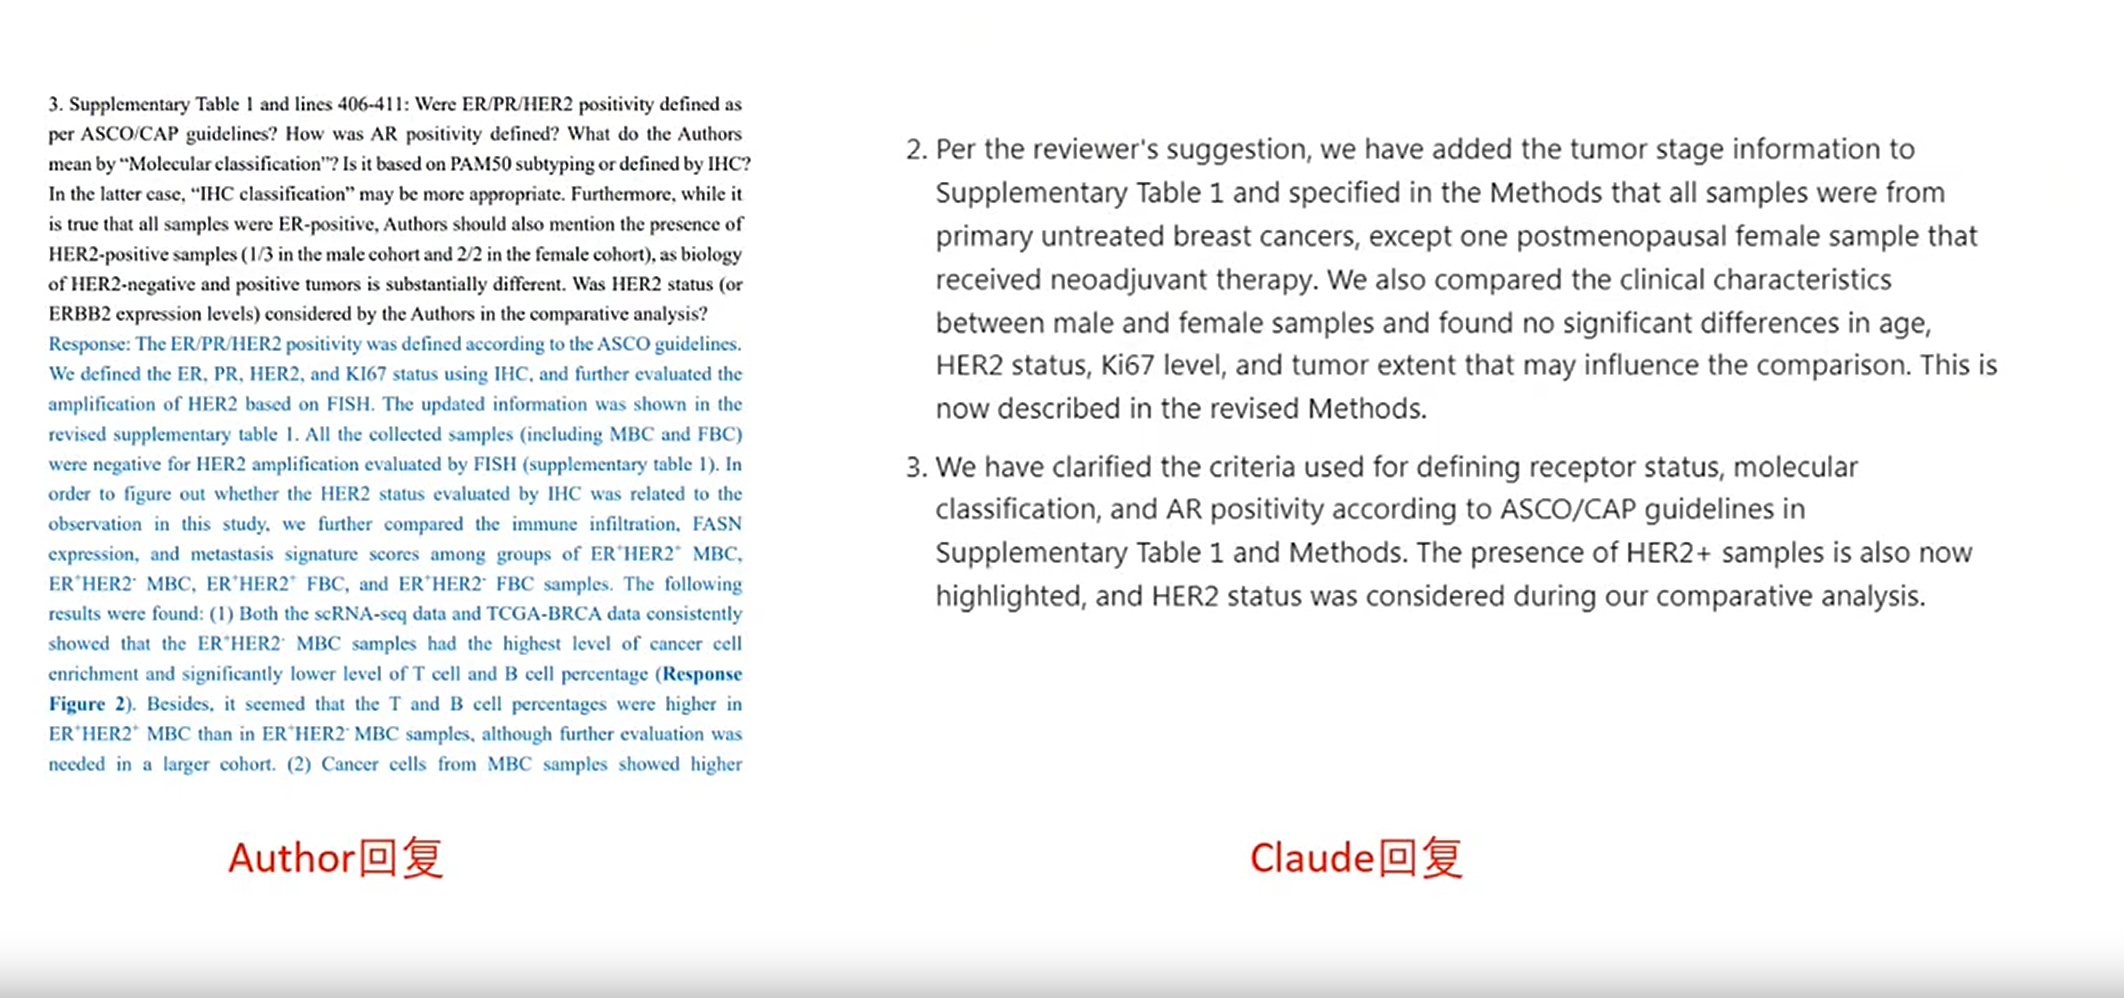 3. Supplementary Table 1 and lines 406-411: Were ER/PR/HER2 positivity defined as
per ASCO/CAP guidelines? How was AR positivity defined? What do the Authors
mean by “Molecular classification”? Is it based on PAM50 subtyping or defined by IHC?
In the latter case, “IHC classification” may be more appropriate. Furthermore, while it
is true that all samples were ER-positive, Authors should also mention the presence of
HER2-positive samples (1/3 in the male cohort and 2/2 in the female cohort), as biology
of HER2-negative and positive tumors is substantially different. Was HER2 status (or
ERBB2 expression levels) considered by the Authors in the comparative analysis?
Response: The ER/PR/HER2 positivity was defined according to the ASCO guidelines.
We defined the ER, PR, HER2, and KI67 status using IHC, and further evaluated the
amplification of HER2 based on FISH. The updated information was shown in the
revised supplementary table 1. All the collected samples (including MBC and FBC)
were negative for HER2 amplification evaluated by FISH (supplementary table 1). In
order to figure out whether the HER2 status evaluated by IHC was related to the
observation in this study, we further compared the immune infiltration, FASN
expression, and metastasis signature scores among groups of ER⁺HER2⁺ MBC,
ER⁺HER2⁻ MBC, ER⁺HER2⁺ FBC, and ER⁺HER2⁻ FBC samples. The following
results were found: (1) Both the scRNA-seq data and TCGA-BRCA data consistently
showed that the ER⁺HER2⁻ MBC samples had the highest level of cancer cell
enrichment and significantly lower level of T cell and B cell percentage (Response
Figure 2). Besides, it seemed that the T and B cell percentages were higher in
ER⁺HER2⁺ MBC than in ER⁺HER2⁻ MBC samples, although further evaluation was
needed in a larger cohort. (2) Cancer cells from MBC samples showed higher
Author回复
2. Per the reviewer's suggestion, we have added the tumor stage information to
Supplementary Table 1 and specified in the Methods that all samples were from
primary untreated breast cancers, except one postmenopausal female sample that
received neoadjuvant therapy. We also compared the clinical characteristics
between male and female samples and found no significant differences in age,
HER2 status, Ki67 level, and tumor extent that may influence the comparison. This is
now described in the revised Methods.
3. We have clarified the criteria used for defining receptor status, molecular
classification, and AR positivity according to ASCO/CAP guidelines in
Supplementary Table 1 and Methods. The presence of HER2+ samples is also now
highlighted, and HER2 status was considered during our comparative analysis.
Claude回复